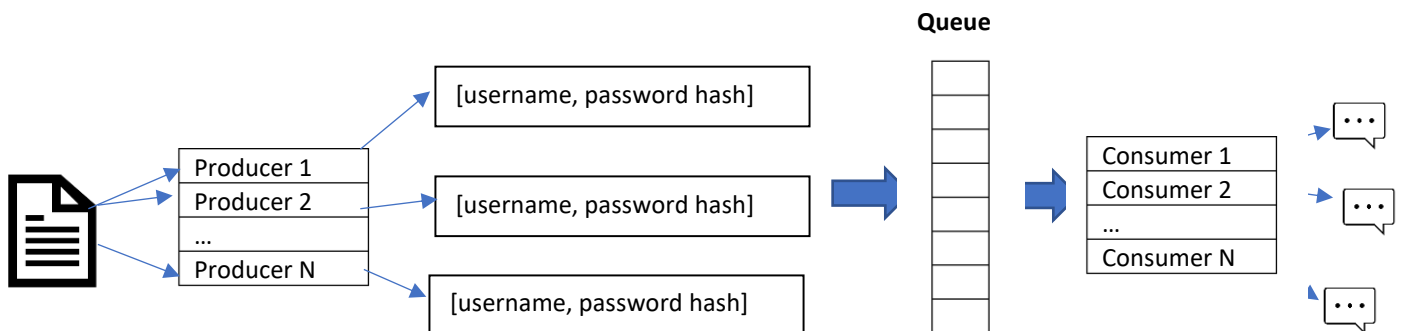 Queue
[username, password hash]
Producer 1
Producer 2
...
Producer N
[username, password hash]
[username, password hash]
Consumer 1
Consumer 2
...
Consumer N